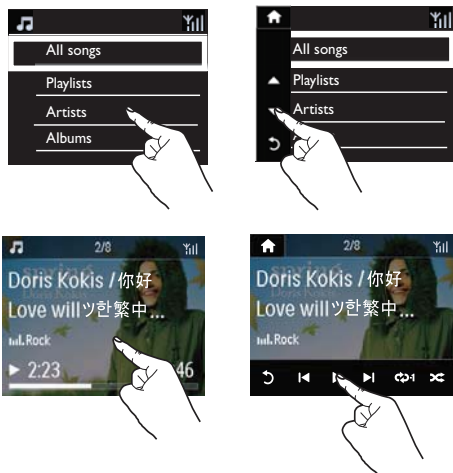 All songs
Playlists
Artists
Albums
All songs
Playlists
Artists
2/8
Doris Kokis /你好
Love willツ한繁中...
Rock
2:23
46
2/8
Doris Kokis /你好
Love willツ한繁中...
Rock